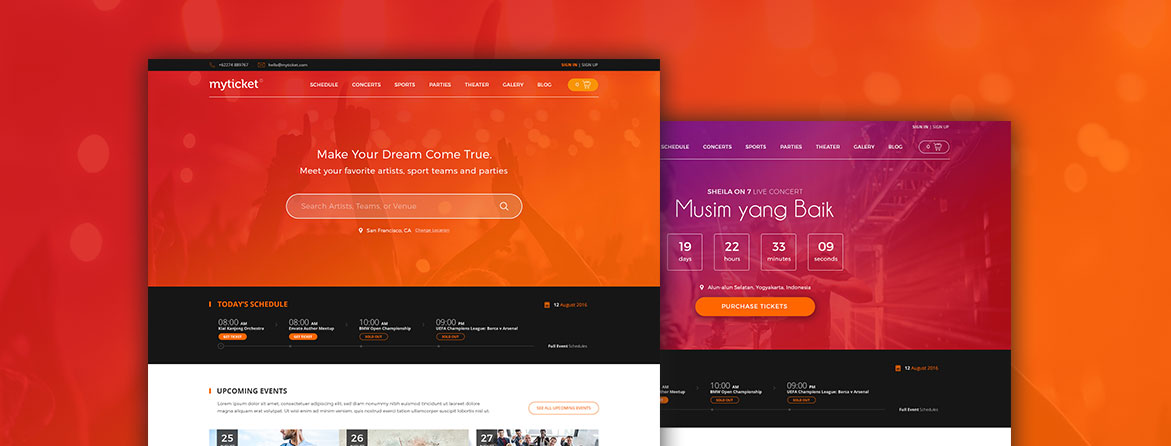 +62274 889767 hello@myticket.com SIGN IN | SIGN UP
myticket SCHEDULE CONCERTS SPORTS PARTIES THEATER GALERY BLOG 0
Make Your Dream Come True.
Meet your favorite artists, sport teams and parties
Search Artists, Teams, or Venue
San Francisco, CA Change Location
TODAY'S SCHEDULE 12 August 2016
08:00 AM 08:00 AM 10:00 AM 09:00 PM
Kiai Kanjeng Orchestra Envato Author Meetup BMW Open Championship UEFA Champions League: Barca v Arsenal
GET TICKET GET TICKET SOLD OUT SOLD OUT
Full Event Schedules
UPCOMING EVENTS
Lorem ipsum dolor sit amet, consectetuer adipiscing elit, sed diam nonummy euismod tincidunt ut laoreet dolore
magna aliquam erat volutpat. Ut wisi enim ad minim veniam, quis nostrud exerci tation ullamcorper suscipit lobortis nisl ut.
SEE ALL UPCOMING EVENTS
25 26 27
SIGN IN | SIGN UP
SCHEDULE CONCERTS SPORTS PARTIES THEATER GALERY BLOG 0
SHEILA ON 7 LIVE CONCERT
Musim yang Baik
19 22 33 09
days hours minutes seconds
Alun-alun Selatan, Yogyakarta, Indonesia
PURCHASE TICKETS
12 August 2016
AM 10:00 AM 09:00 PM
Author Meetup BMW Open Championship UEFA Champions League: Barca v Arsenal
SOLD OUT SOLD OUT
Full Event Schedules